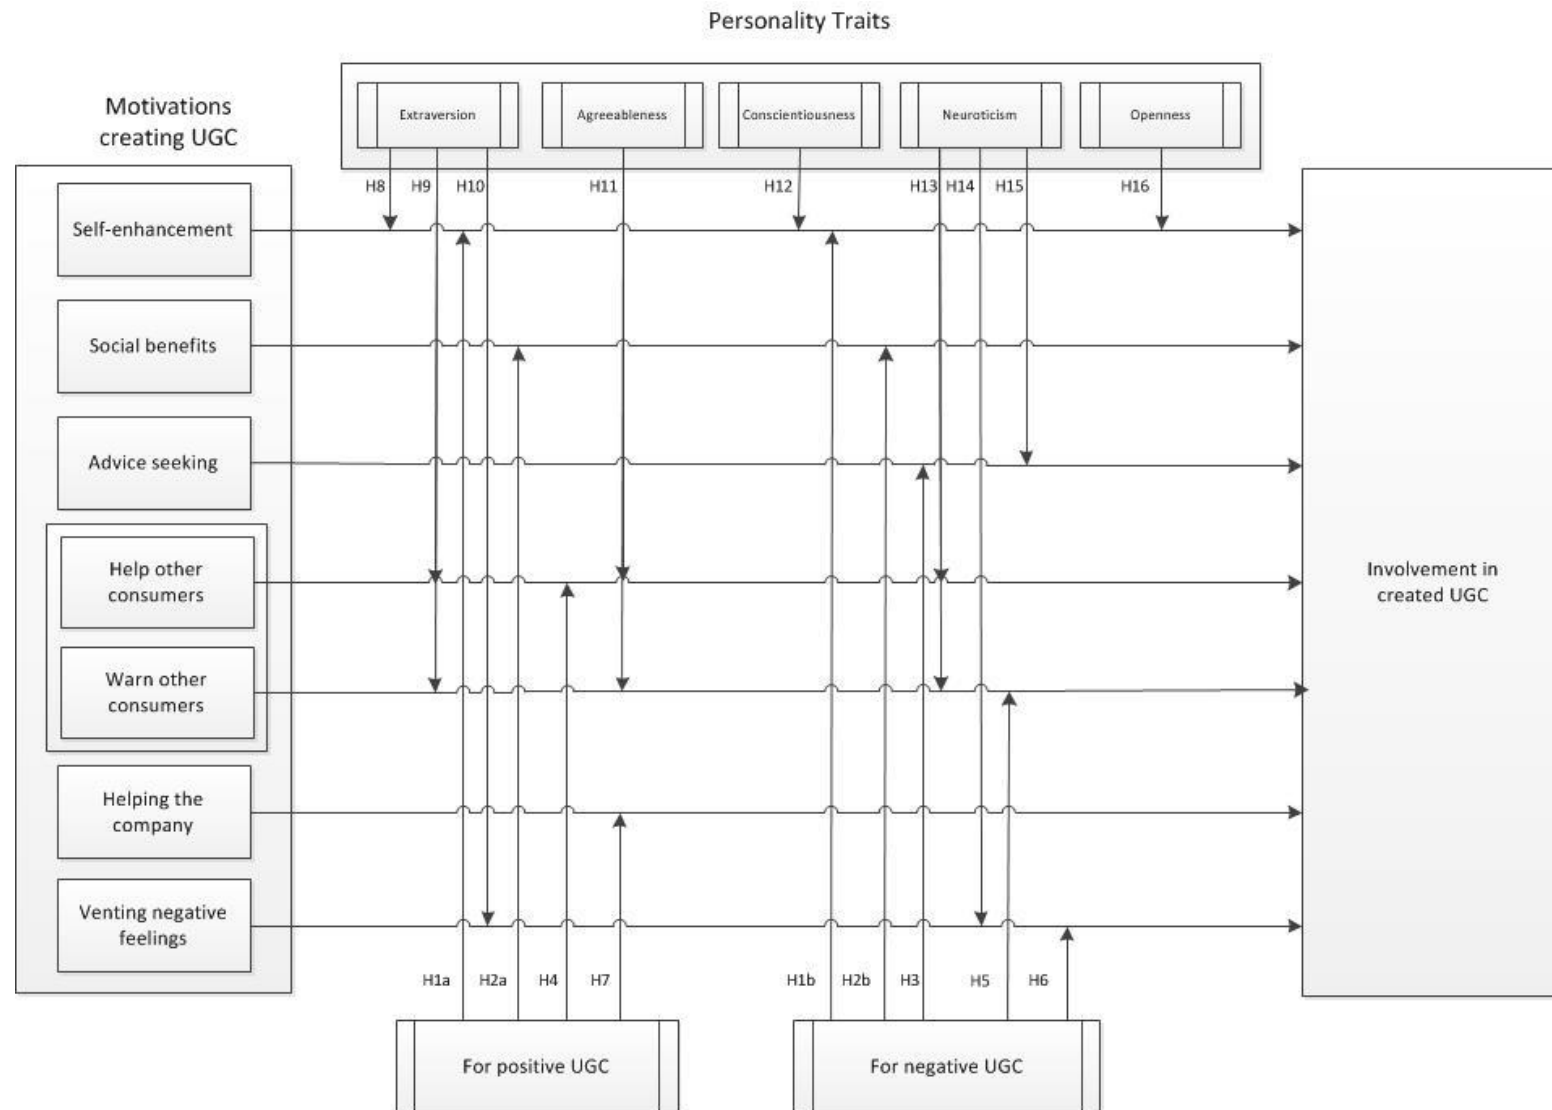 Personality Traits
Motivations
creating UGC
Extraversion
Agreeableness
Conscientiousness
Neuroticism
Openness
H8
H9
H10
H11
H12
H13
H14
H15
H16
Self-enhancement
Social benefits
Advice seeking
Help other
consumers
Warn other
consumers
Helping the
company
Venting negative
feelings
Involvement in
created UGC
H1a
H2a
H4
H7
H1b
H2b
H3
H5
H6
For positive UGC
For negative UGC